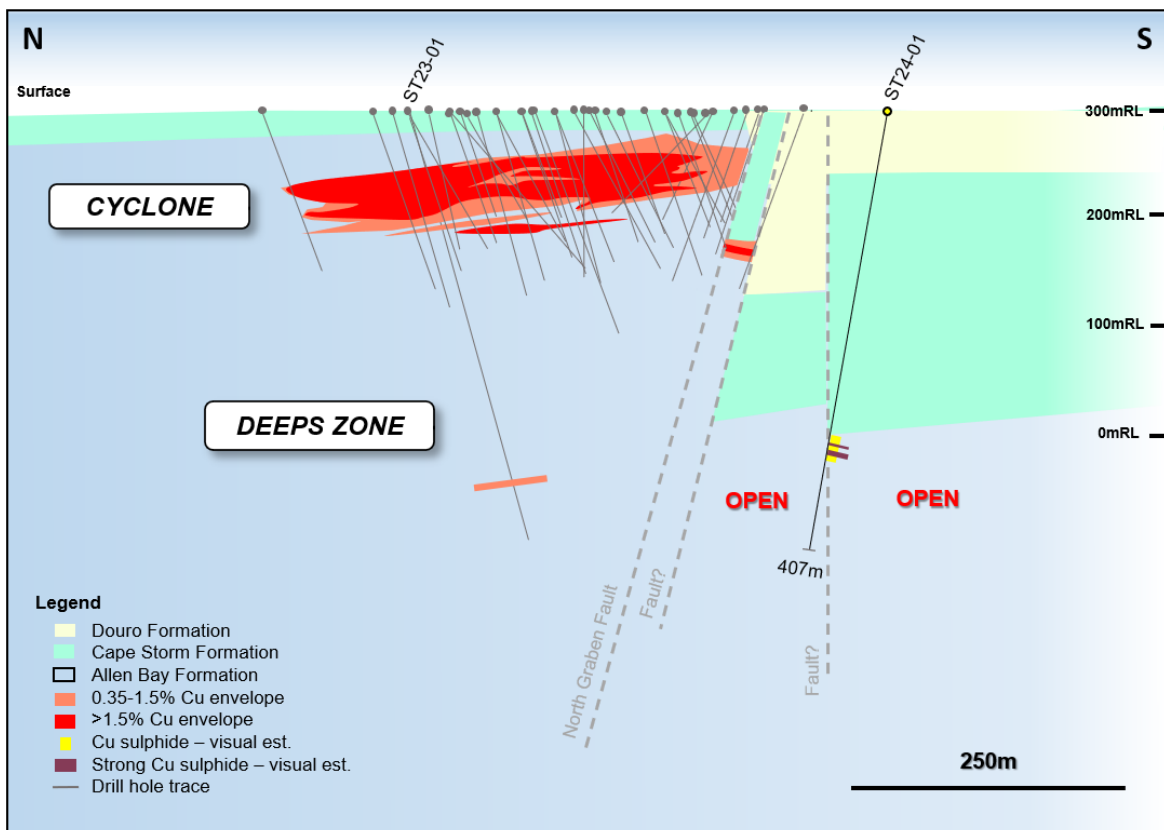 N
S
ST23-01
ST24-01
Surface
300mRL
CYCLONE
200mRL
100mRL
DEEPS ZONE
0mRL
OPEN
OPEN
407m
North Graben Fault
Fault?
Fault?
Legend
Douro Formation
Cape Storm Formation
Allen Bay Formation
0.35-1.5% Cu envelope
>1.5% Cu envelope
Cu sulphide – visual est.
Strong Cu sulphide – visual est.
Drill hole trace
250m